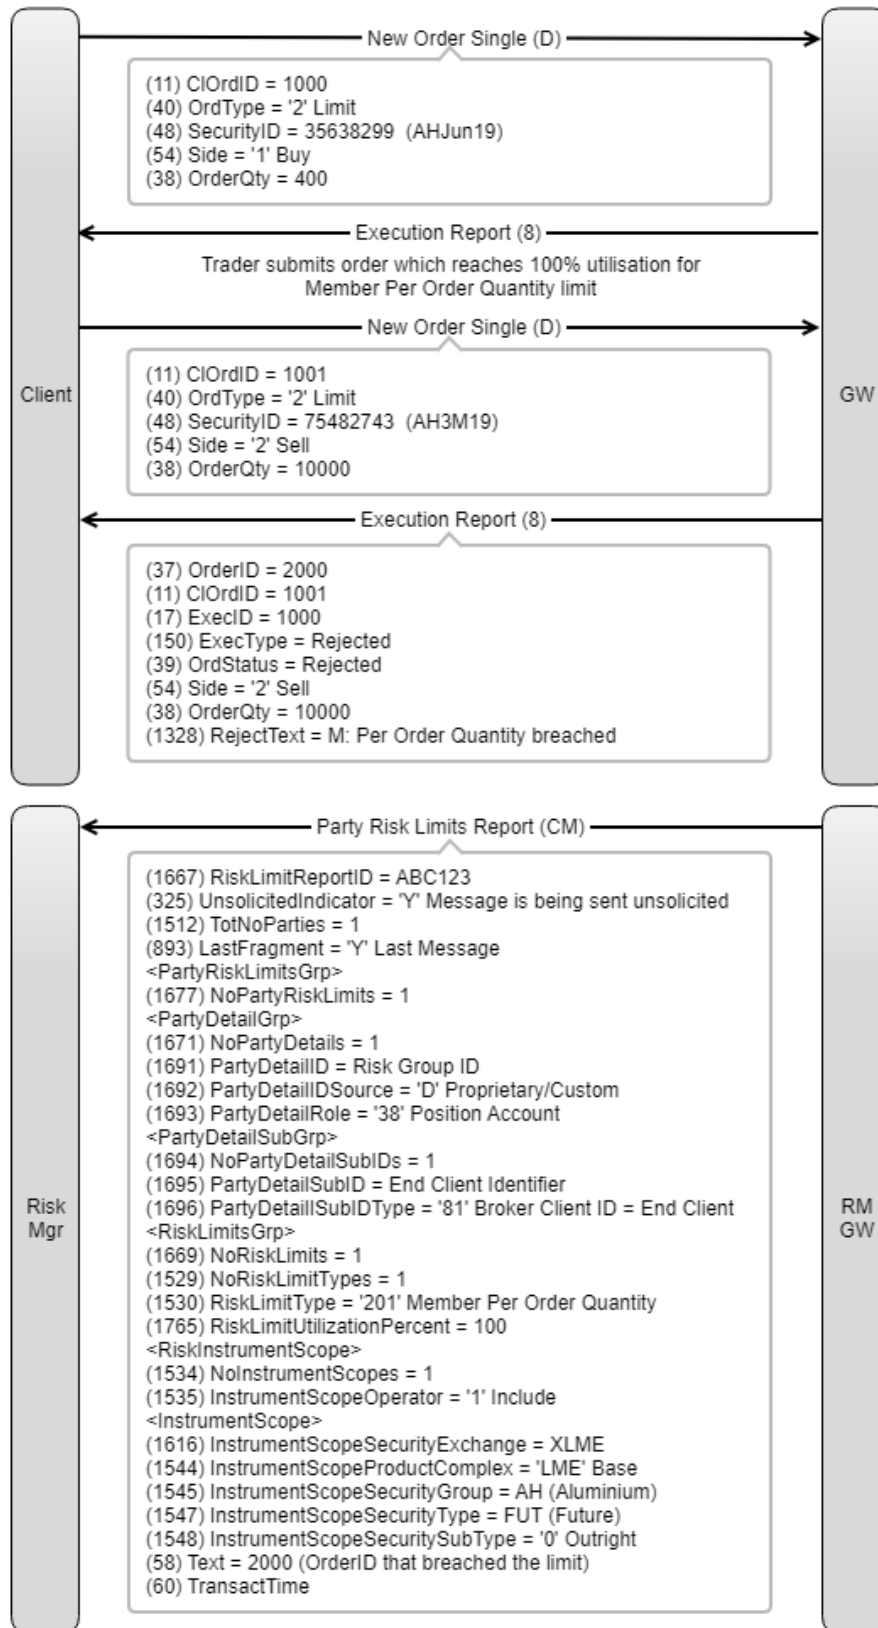 New Order Single (D)
(11) ClOrdID = 1000
(40) OrdType = '2' Limit
(48) SecurityID = 35638299 (AHJun19)
(54) Side = '1' Buy
(38) OrderQty = 400
Execution Report (8)
Trader submits order which reaches 100% utilisation for
Member Per Order Quantity limit
New Order Single (D)
(11) ClOrdID = 1001
(40) OrdType = '2' Limit
(48) SecurityID = 75482743 (AH3M19)
(54) Side = '2' Sell
(38) OrderQty = 10000
Client
GW
Execution Report (8)
(37) OrderID = 2000
(11) ClOrdID = 1001
(17) ExecID = 1000
(150) ExecType = Rejected
(39) OrdStatus = Rejected
(54) Side = '2' Sell
(38) OrderQty = 10000
(1328) RejectText = M: Per Order Quantity breached
Party Risk Limits Report (CM)
(1667) RiskLimitReportID = ABC123
(325) UnsolicitedIndicator = 'Y' Message is being sent unsolicited
(1512) TotNoParties = 1
(893) LastFragment = 'Y' Last Message
<PartyRiskLimitsGrp>
(1677) NoPartyRiskLimits = 1
<PartyDetailGrp>
(1671) NoPartyDetails = 1
(1691) PartyDetailID = Risk Group ID
(1692) PartyDetailIDSource = 'D' Proprietary/Custom
(1693) PartyDetailRole = '38' Position Account
<PartyDetailSubGrp>
(1694) NoPartyDetailSubIDs = 1
(1695) PartyDetailSubID = End Client Identifier
(1696) PartyDetaillSubIDType = '81' Broker Client ID = End Client
<RiskLimitsGrp>
(1669) NoRiskLimits = 1
(1529) NoRiskLimitTypes = 1
(1530) RiskLimitType = '201' Member Per Order Quantity
(1765) RiskLimitUtilizationPercent = 100
<RiskInstrumentScope>
(1534) NoInstrumentScopes = 1
(1535) InstrumentScopeOperator = '1' Include
<InstrumentScope>
(1616) InstrumentScopeSecurityExchange = XLME
(1544) InstrumentScopeProductComplex = 'LME' Base
(1545) InstrumentScopeSecurityGroup = AH (Aluminium)
(1547) InstrumentScopeSecurityType = FUT (Future)
(1548) InstrumentScopeSecuritySubType = '0' Outright
(58) Text = 2000 (OrderID that breached the limit)
(60) TransactTime
Risk
Mgr
RM
GW